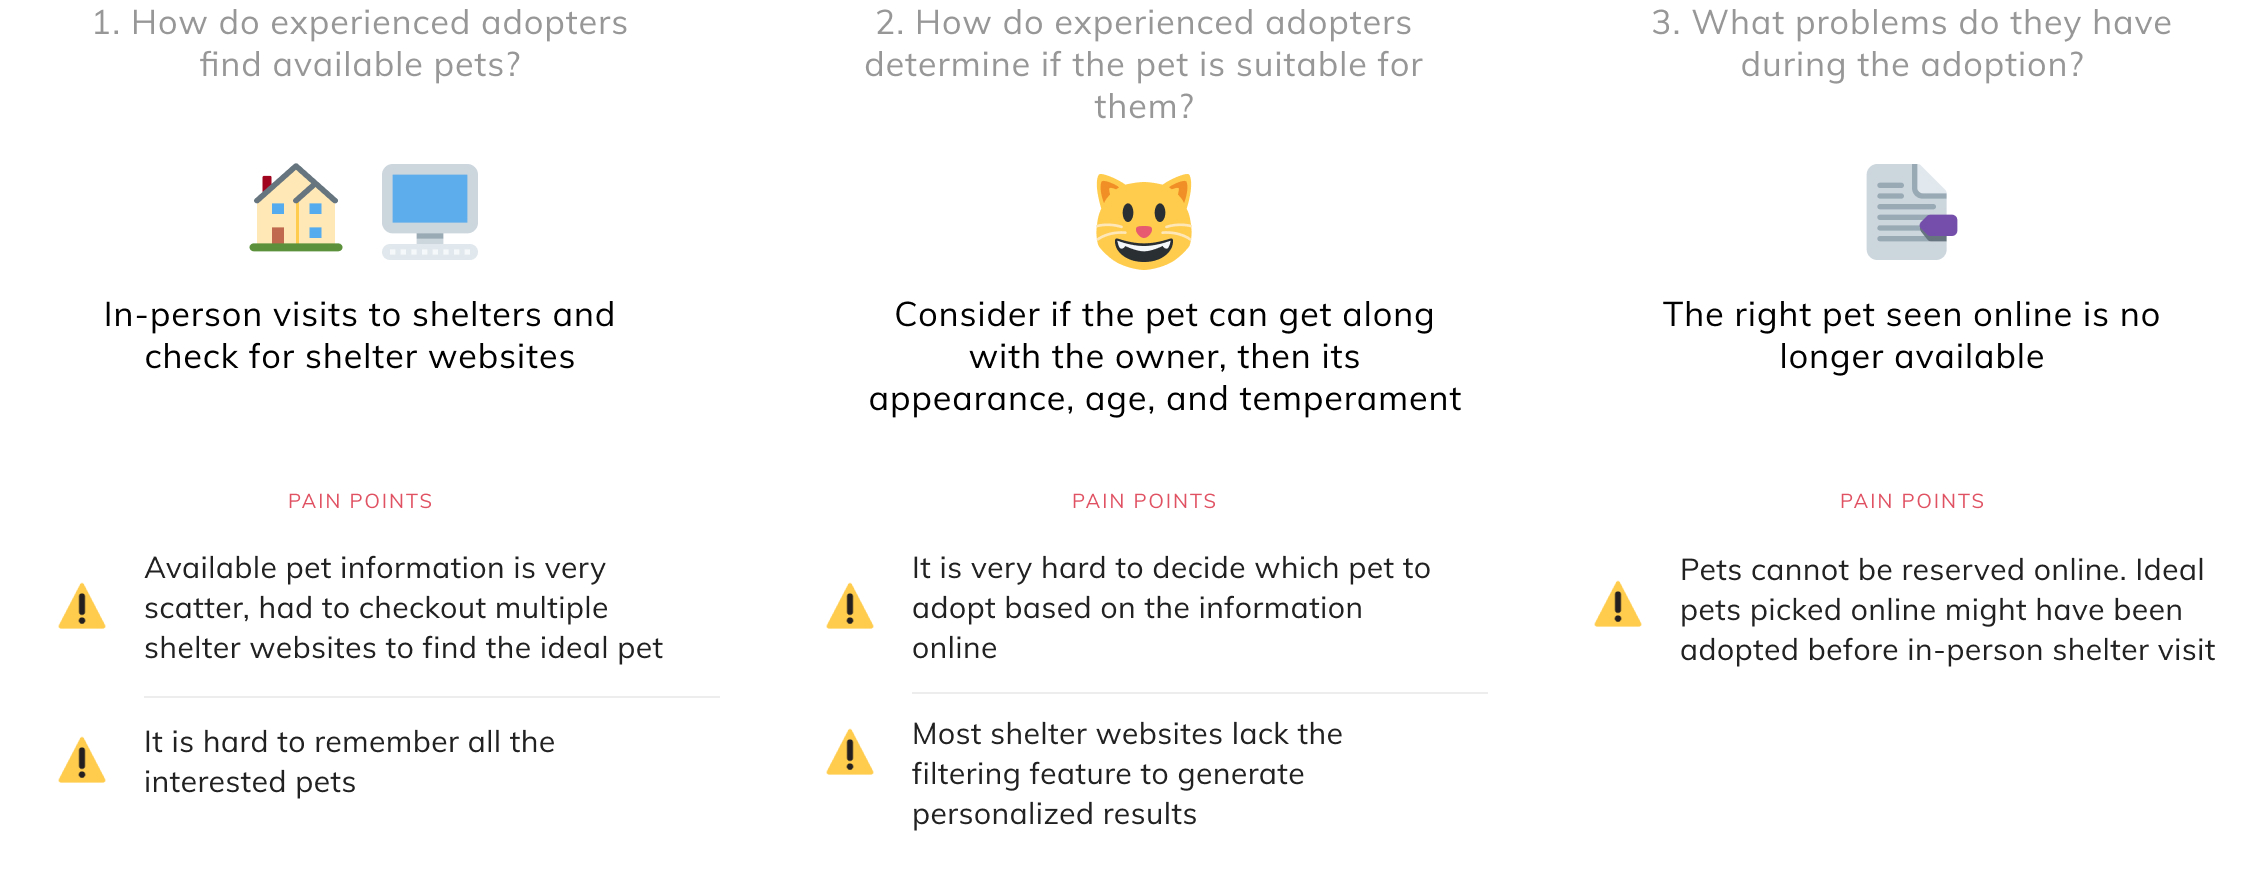 1. How do experienced adopters
find available pets?
In-person visits to shelters and
check for shelter websites
PAIN POINTS
Available pet information is very
scatter, had to checkout multiple
shelter websites to find the ideal pet
It is hard to remember all the
interested pets
2. How do experienced adopters
determine if the pet is suitable for
them?
Consider if the pet can get along
with the owner, then its
appearance, age, and temperament
PAIN POINTS
It is very hard to decide which pet to
adopt based on the information
online
Most shelter websites lack the
filtering feature to generate
personalized results
3. What problems do they have
during the adoption?
The right pet seen online is no
longer available
PAIN POINTS
Pets cannot be reserved online. Ideal
pets picked online might have been
adopted before in-person shelter visit